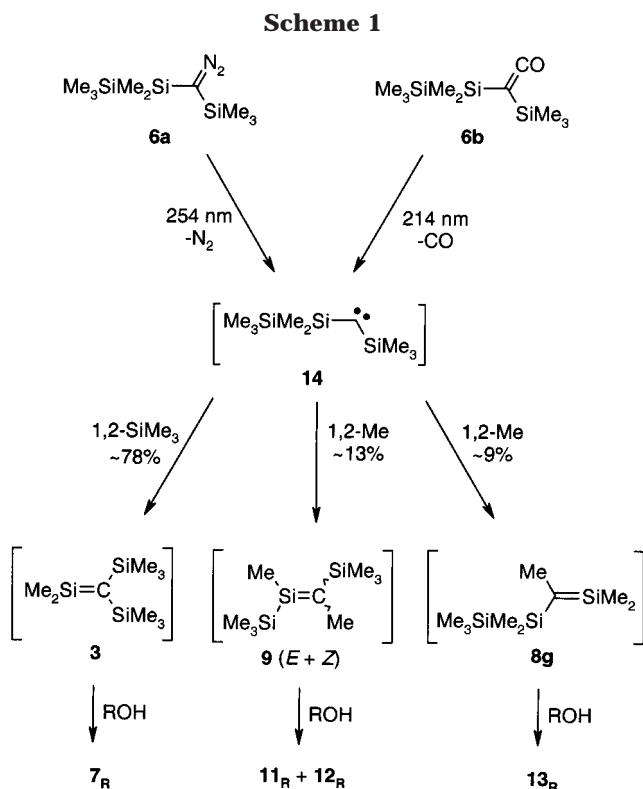 Scheme 1
N2
CO
Me3SiMe2Si
Me3SiMe2Si
SiMe3
SiMe3
6a
6b
254 nm
-N2
214 nm
-CO
Me3SiMe2Si
••
SiMe3
14
1,2-SiMe3
~78%
1,2-Me
~13%
1,2-Me
~9%
SiMe3
Me2Si=C
SiMe3
3
Me
SiMe3
Si=C
Me3Si
Me
9 (E + Z)
Me
SiMe2
Me3SiMe2Si
8g
ROH
ROH
ROH
7R
11R + 12R
13R